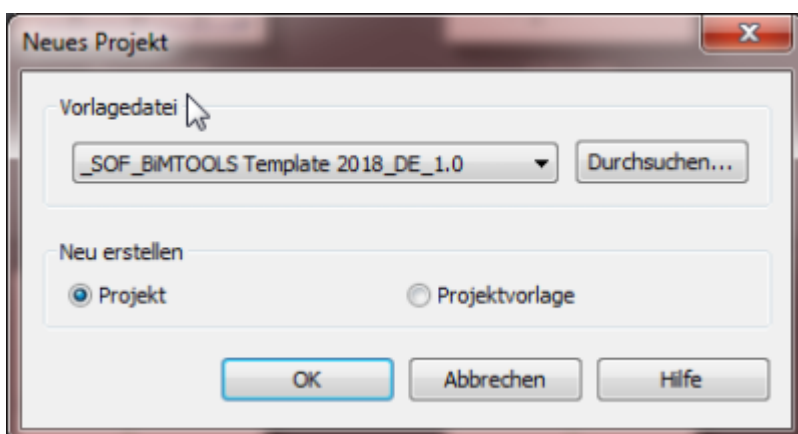 Neues Projekt
Vorlagedatei
_SOF_BiMTOOLS Template 2018_DE_1.0
Durchsuchen...
Neu erstellen
Projekt
Projektvorlage
OK
Abbrechen
Hilfe